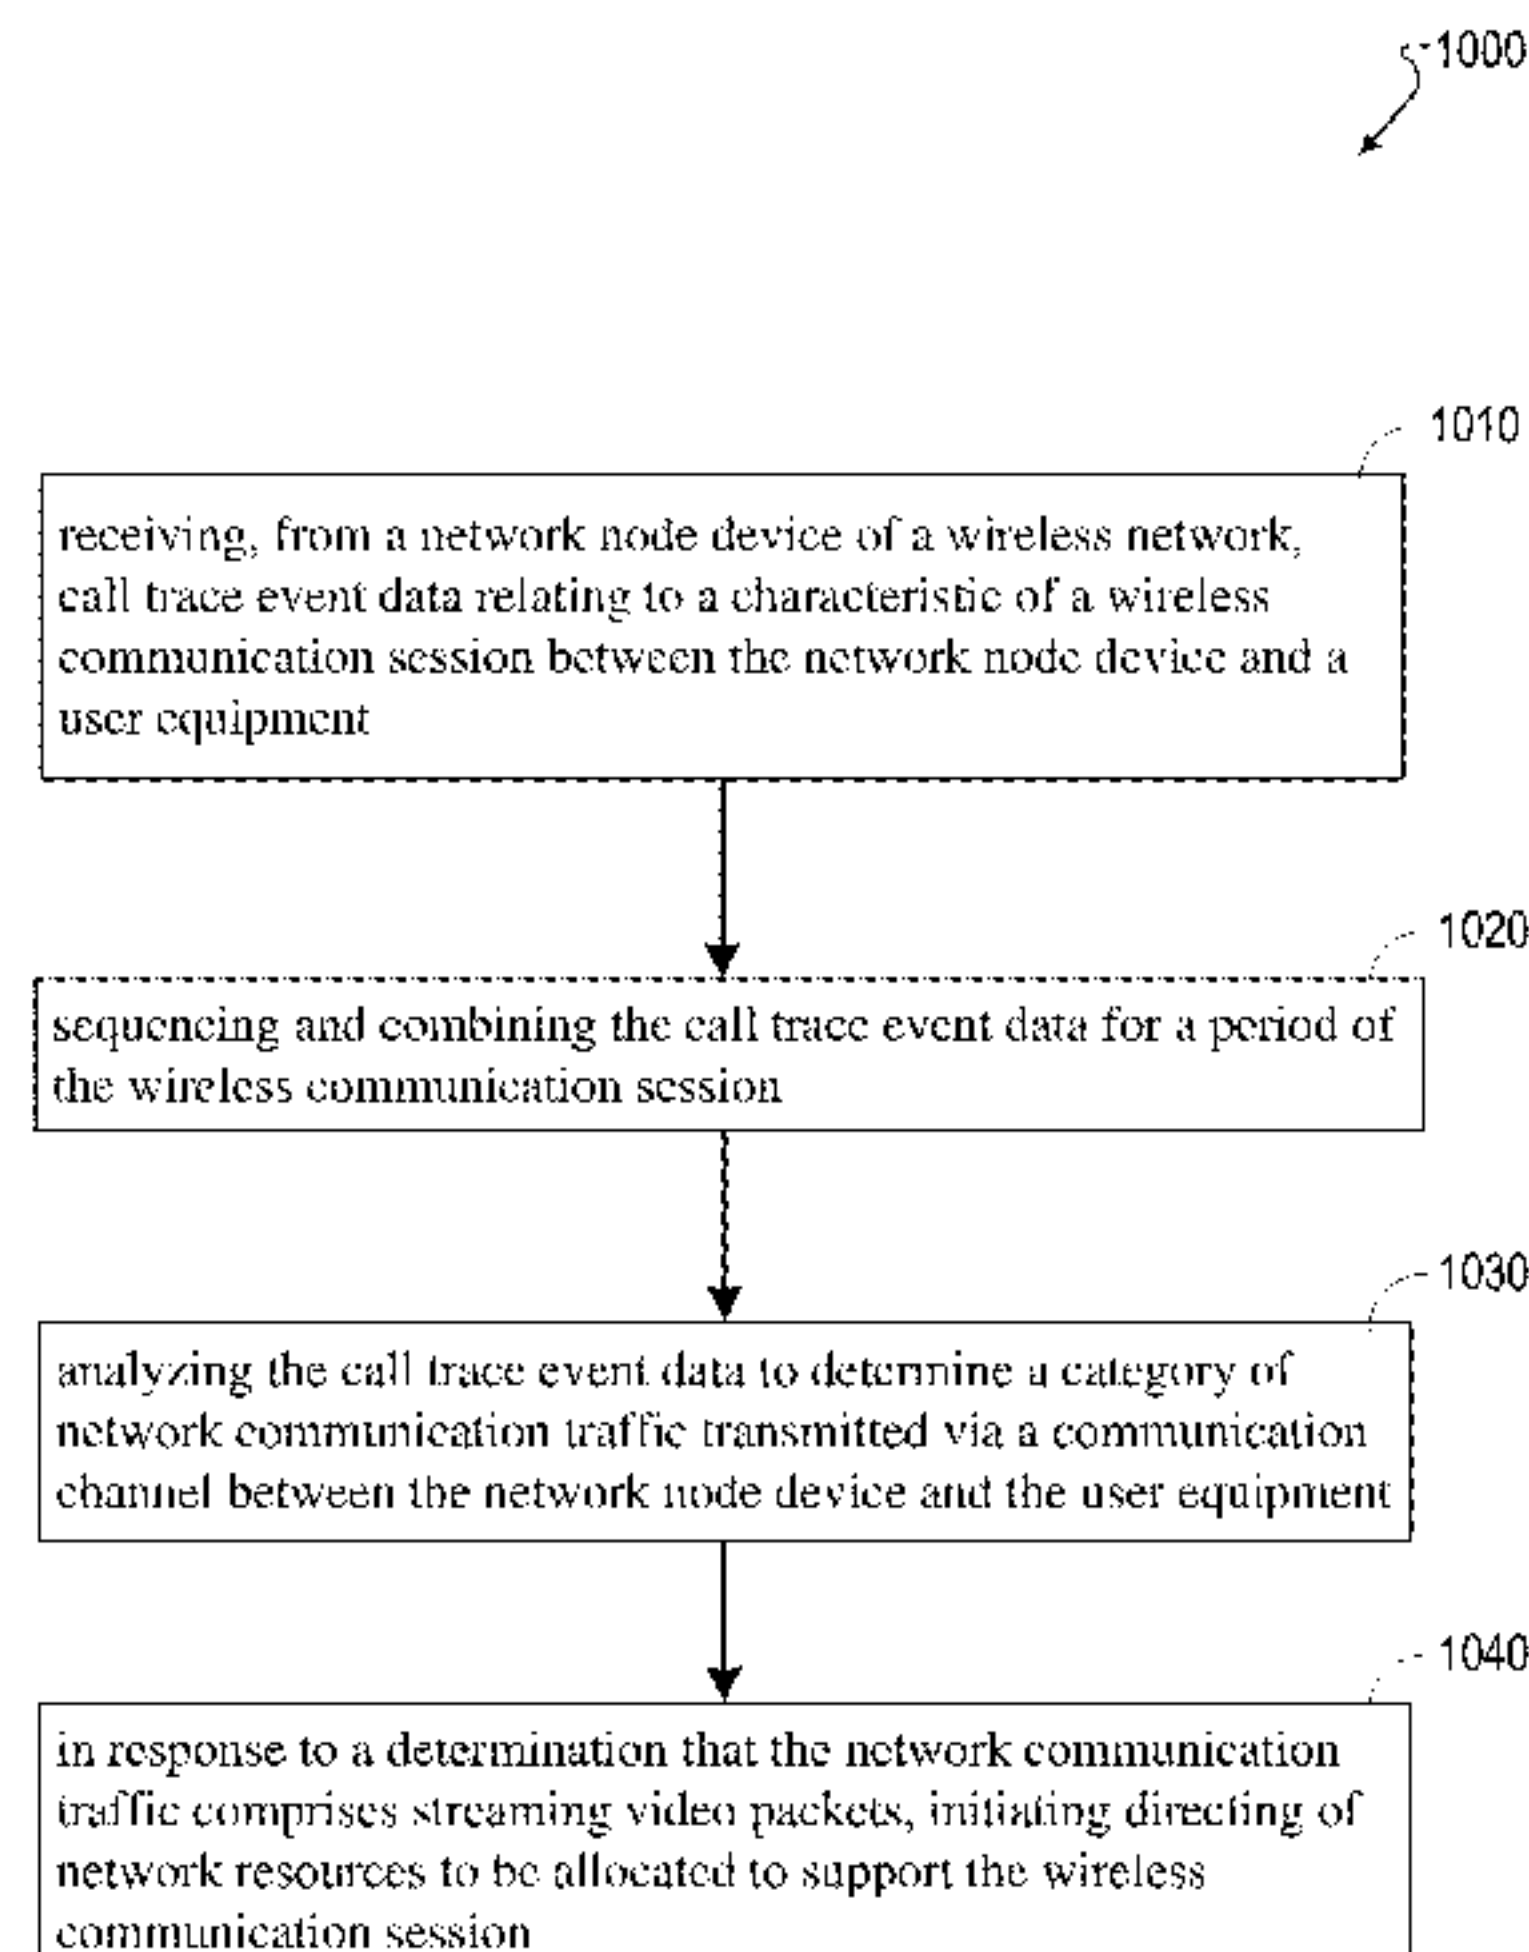 1000
1010
receiving, from a network node device of a wireless network,
call trace event data relating to a characteristic of a wireless
communication session between the network node device and a
user equipment
1020
sequencing and combining the call trace event data for a period of
the wireless communication session
1030
analyzing the call trace event data to determine a category of
network communication traffic transmitted via a communication
channel between the network node device and the user equipment
1040
in response to a determination that the network communication
traffic comprises streaming video packets, initiating directing of
network resources to be allocated to support the wireless
communication session